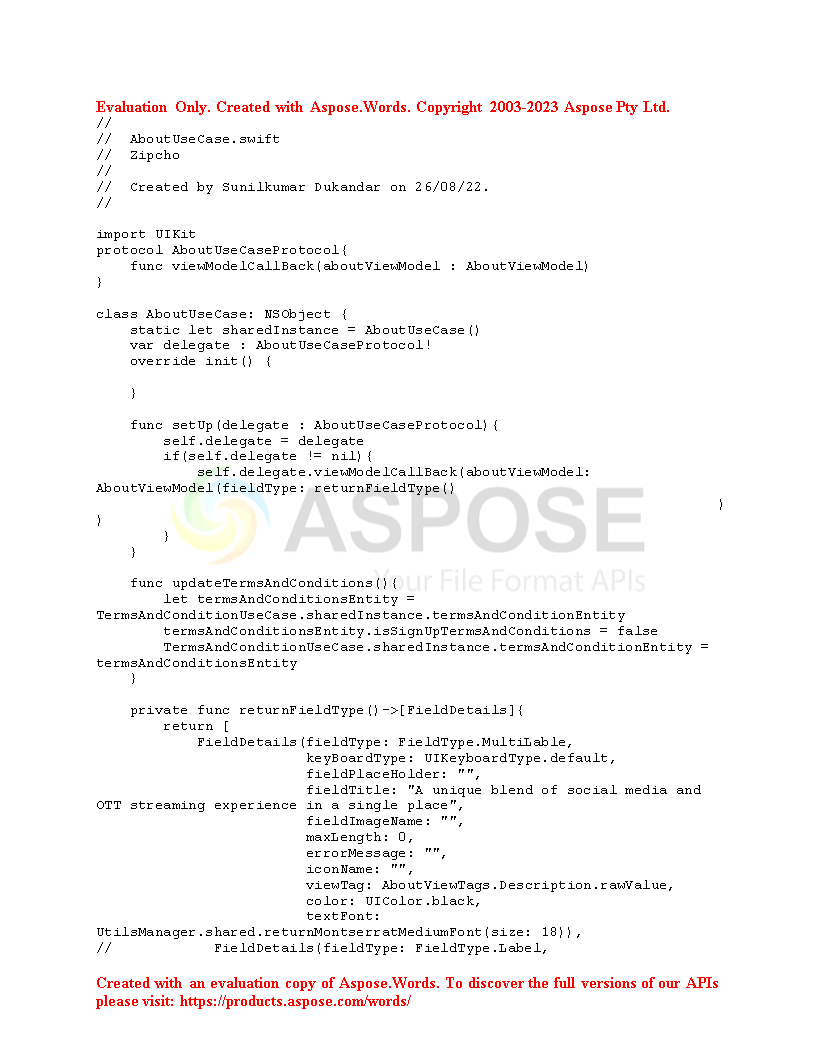 Evaluation Only. Created with Aspose.Words. Copyright 2003-2023 Aspose Pty Ltd.
//
//  AboutUseCase.swift
//  Zipcho
//
//  Created by Sunilkumar Dukandar on 26/08/22.
//

import UIKit
protocol AboutUseCaseProtocol{
    func viewModelCallBack(aboutViewModel : AboutViewModel)
}

class AboutUseCase: NSObject {
    static let sharedInstance = AboutUseCase()
    var delegate : AboutUseCaseProtocol!
    override init() {

    }

    func setUp(delegate : AboutUseCaseProtocol){
        self.delegate = delegate
        if(self.delegate != nil){
            self.delegate.viewModelCallBack(aboutViewModel:
AboutViewModel(fieldType: returnFieldType()
                                                                          )
)
        }
    }
ASPOSE
Your File Format APIs

    func updateTermsAndConditions(){
        let termsAndConditionsEntity =
TermsAndConditionUseCase.sharedInstance.termsAndConditionEntity
        termsAndConditionsEntity.isSignUpTermsAndConditions = false
        TermsAndConditionUseCase.sharedInstance.termsAndConditionEntity =
termsAndConditionsEntity
    }

    private func returnFieldType()->[FieldDetails]{
        return [
            FieldDetails(fieldType: FieldType.MultiLable,
                         keyBoardType: UIKeyboardType.default,
                         fieldPlaceHolder: "",
                         fieldTitle: "A unique blend of social media and
OTT streaming experience in a single place",
                         fieldImageName: "",
                         maxLength: 0,
                         errorMessage: "",
                         iconName: "",
                         viewTag: AboutViewTags.Description.rawValue,
                         color: UIColor.black,
                         textFont:
UtilsManager.shared.returnMontserratMediumFont(size: 18)),
//            FieldDetails(fieldType: FieldType.Label,

Created with an evaluation copy of Aspose.Words. To discover the full versions of our APIs
please visit: https://products.aspose.com/words/